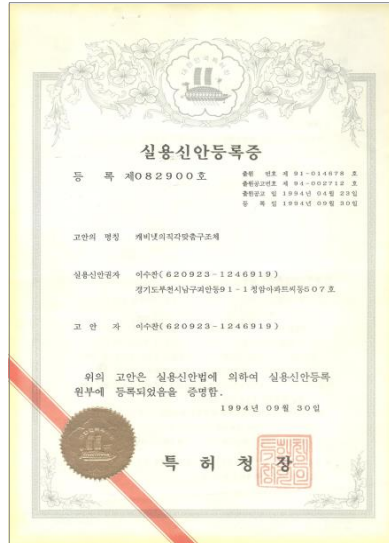 실용신안등록증
등 록 제082900호
출원 번호 제 91-014678 호
출원공고번호 제 94-002712 호
출원공고 일 1994년 04월 23일
등 록 일 1994년 09월 30일
고안의 명칭 캐비넷의직각맞춤구조체
실용신안권자 이수찬(620923-1246919)
경기도부천시남구괴안동91-1청암아파트씨동507호
고 안 자 이수찬(620923-1246919)
위의 고안은 실용신안법에 의하여 실용신안등록
원부에 등록되었음을 증명함.
1994년 09월 30일
특 허 청 장